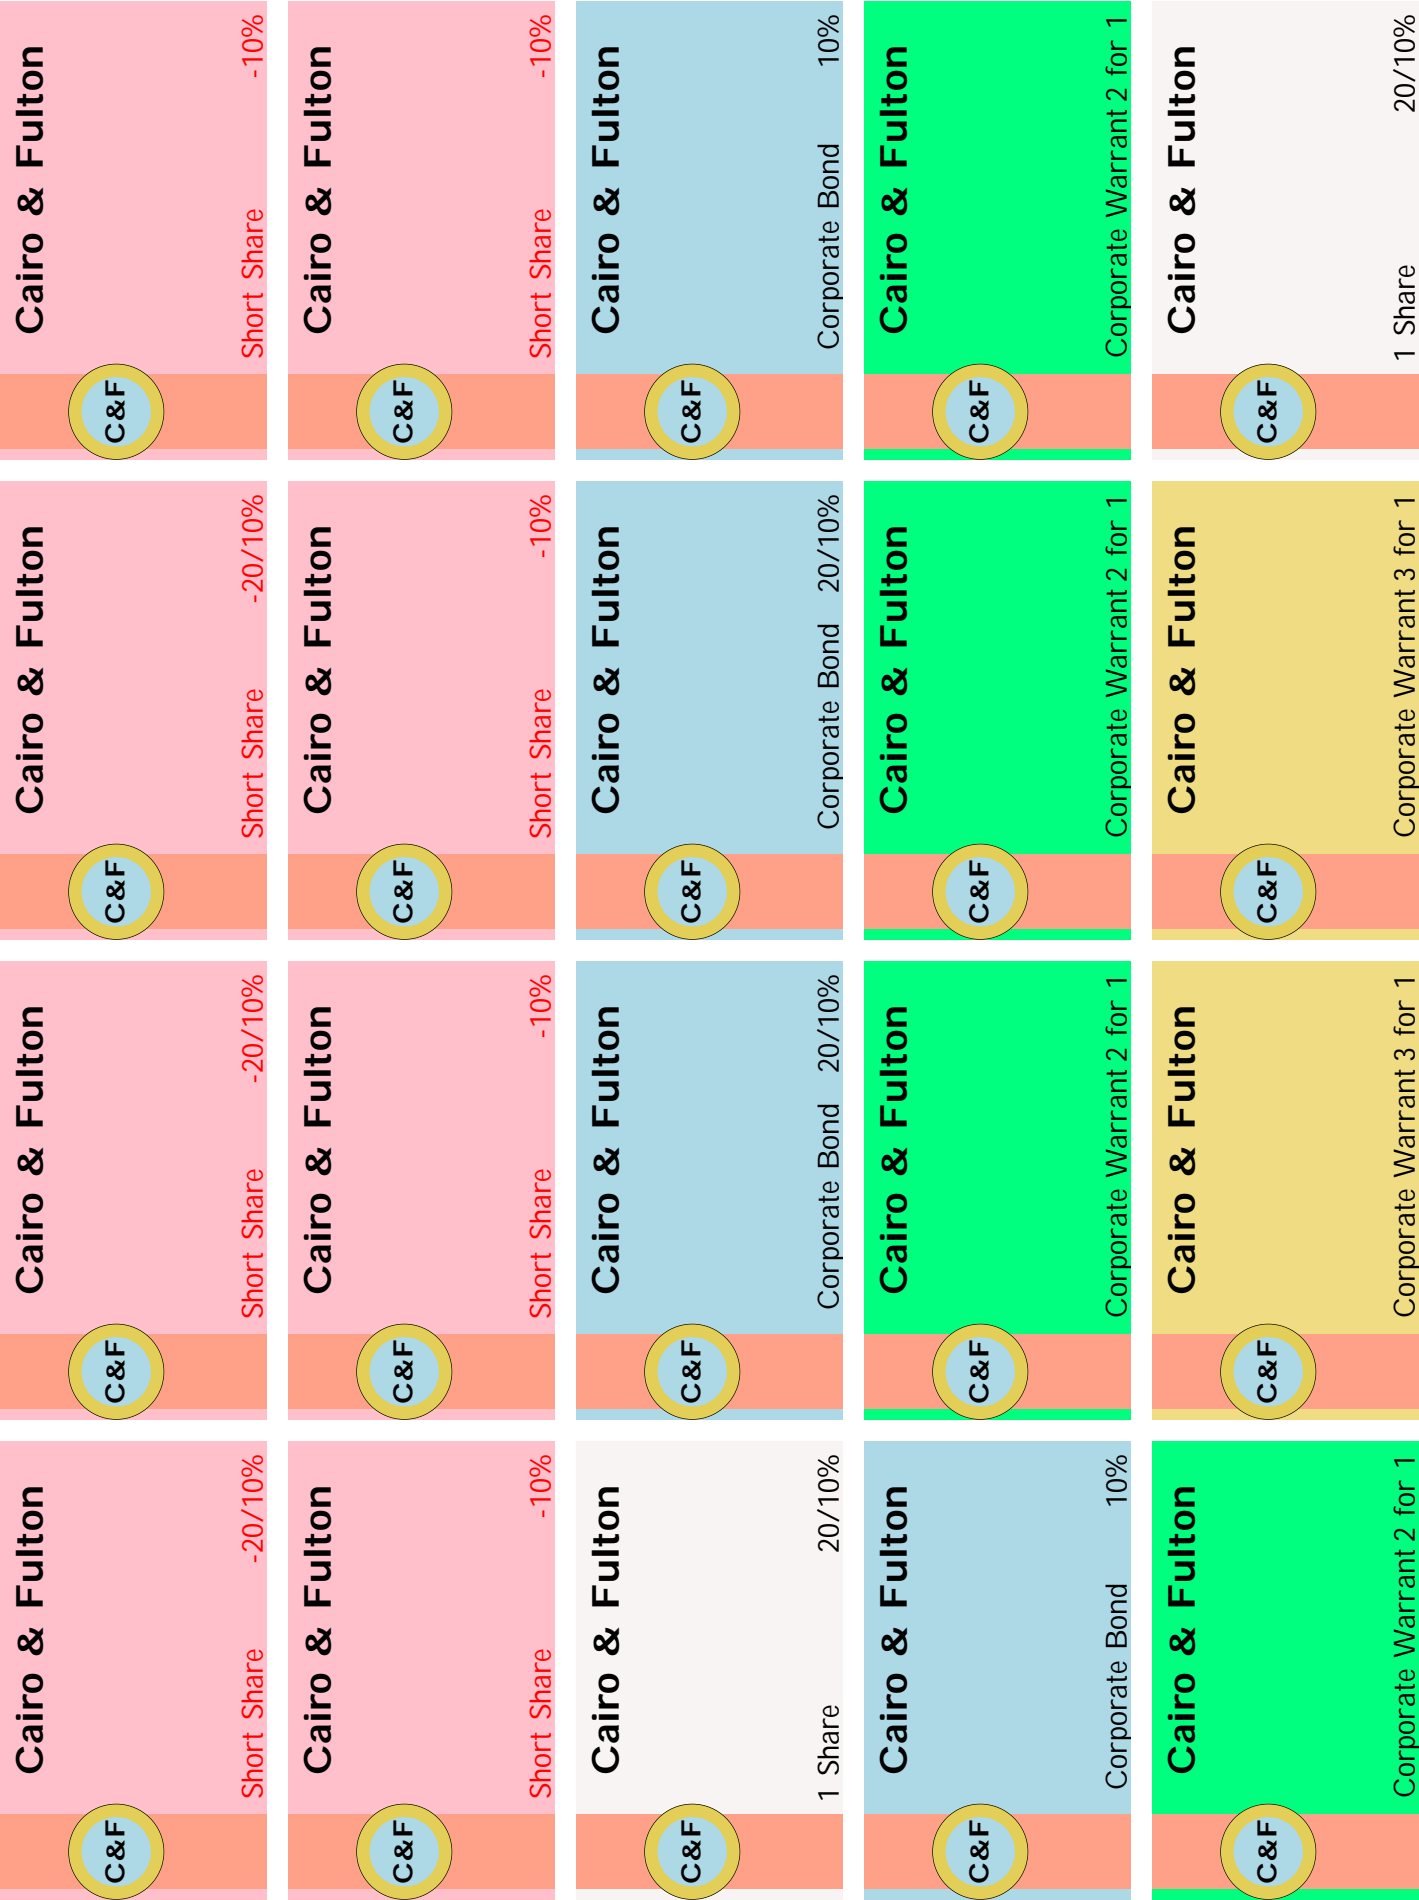 Cairo & Fulton
Short Share -10%
C&F
Cairo & Fulton
Short Share -10%
C&F
Cairo & Fulton
Corporate Bond 10%
C&F
Cairo & Fulton
Corporate Warrant 2 for 1
C&F
Cairo & Fulton
1 Share 20/10%
C&F
Cairo & Fulton
Short Share -20/10%
C&F
Cairo & Fulton
Short Share -10%
C&F
Cairo & Fulton
Corporate Bond 20/10%
C&F
Cairo & Fulton
Corporate Warrant 2 for 1
C&F
Cairo & Fulton
Corporate Warrant 3 for 1
C&F
Cairo & Fulton
Short Share -20/10%
C&F
Cairo & Fulton
Short Share -10%
C&F
Cairo & Fulton
Corporate Bond 20/10%
C&F
Cairo & Fulton
Corporate Warrant 2 for 1
C&F
Cairo & Fulton
Corporate Warrant 3 for 1
C&F
Cairo & Fulton
Short Share -20/10%
C&F
Cairo & Fulton
Short Share -10%
C&F
Cairo & Fulton
1 Share 20/10%
C&F
Cairo & Fulton
Corporate Bond 10%
C&F
Cairo & Fulton
Corporate Warrant 2 for 1
C&F